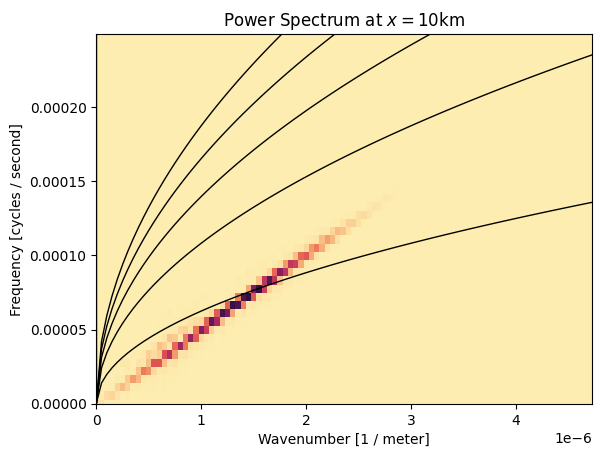 Power Spectrum at x = 10km
Frequency [cycles / second]
0.00020
0.00015
0.00010
0.00005
0.00000
0 1 2 3 4
1e−6
Wavenumber [1 / meter]